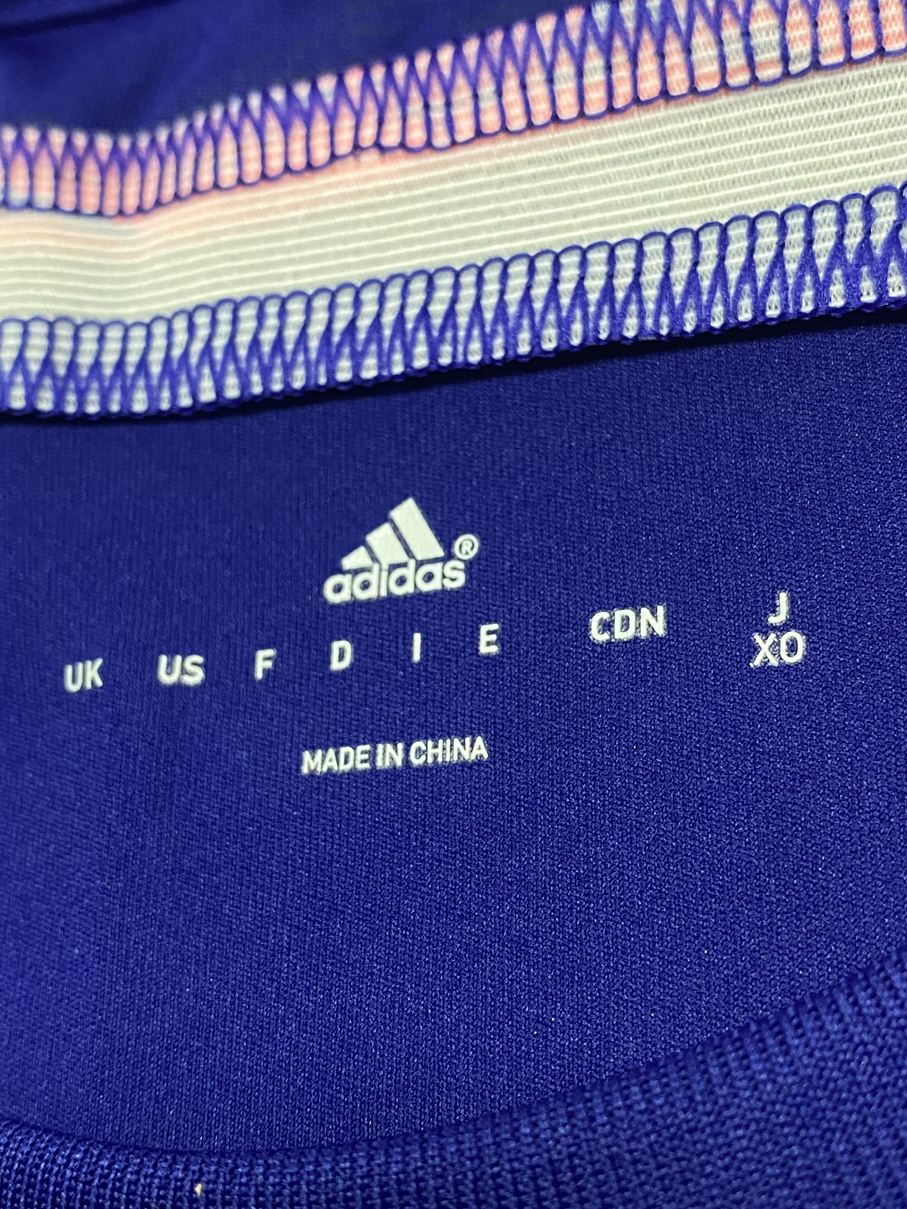 adidas®
UK US F D I E CDN J
XO
MADE IN CHINA